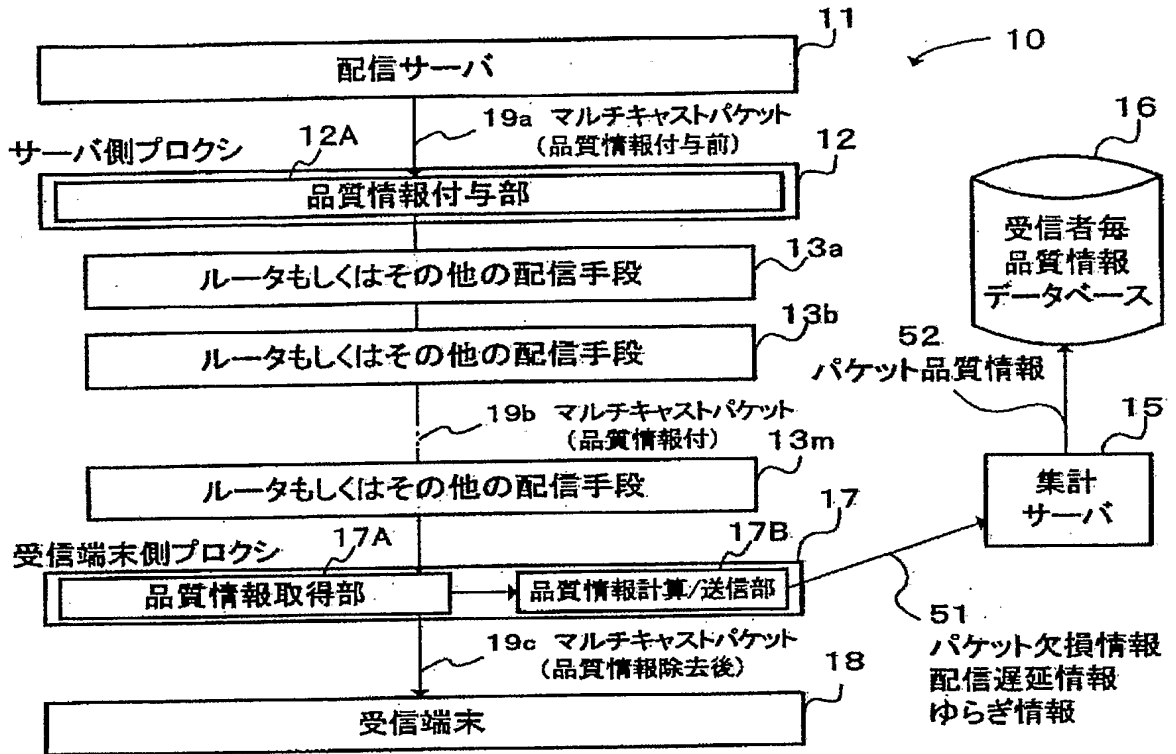 11
配信サーバ
10
19a マルチキャストパケット
(品質情報付与前)
16
サーバ側プロクシ
12A
12
品質情報付与部
受信者毎
品質情報
データベース
13a
ルータもしくはその他の配信手段
13b
ルータもしくはその他の配信手段
52
パケット品質情報
19b マルチキャストパケット
(品質情報付)
13m
15
ルータもしくはその他の配信手段
集計
サーバ
受信端末側プロクシ
17A
17B
17
品質情報取得部
品質情報計算/送信部
51
パケット欠損情報
配信遅延情報
ゆらぎ情報
19c マルチキャストパケット
(品質情報除去後)
18
受信端末